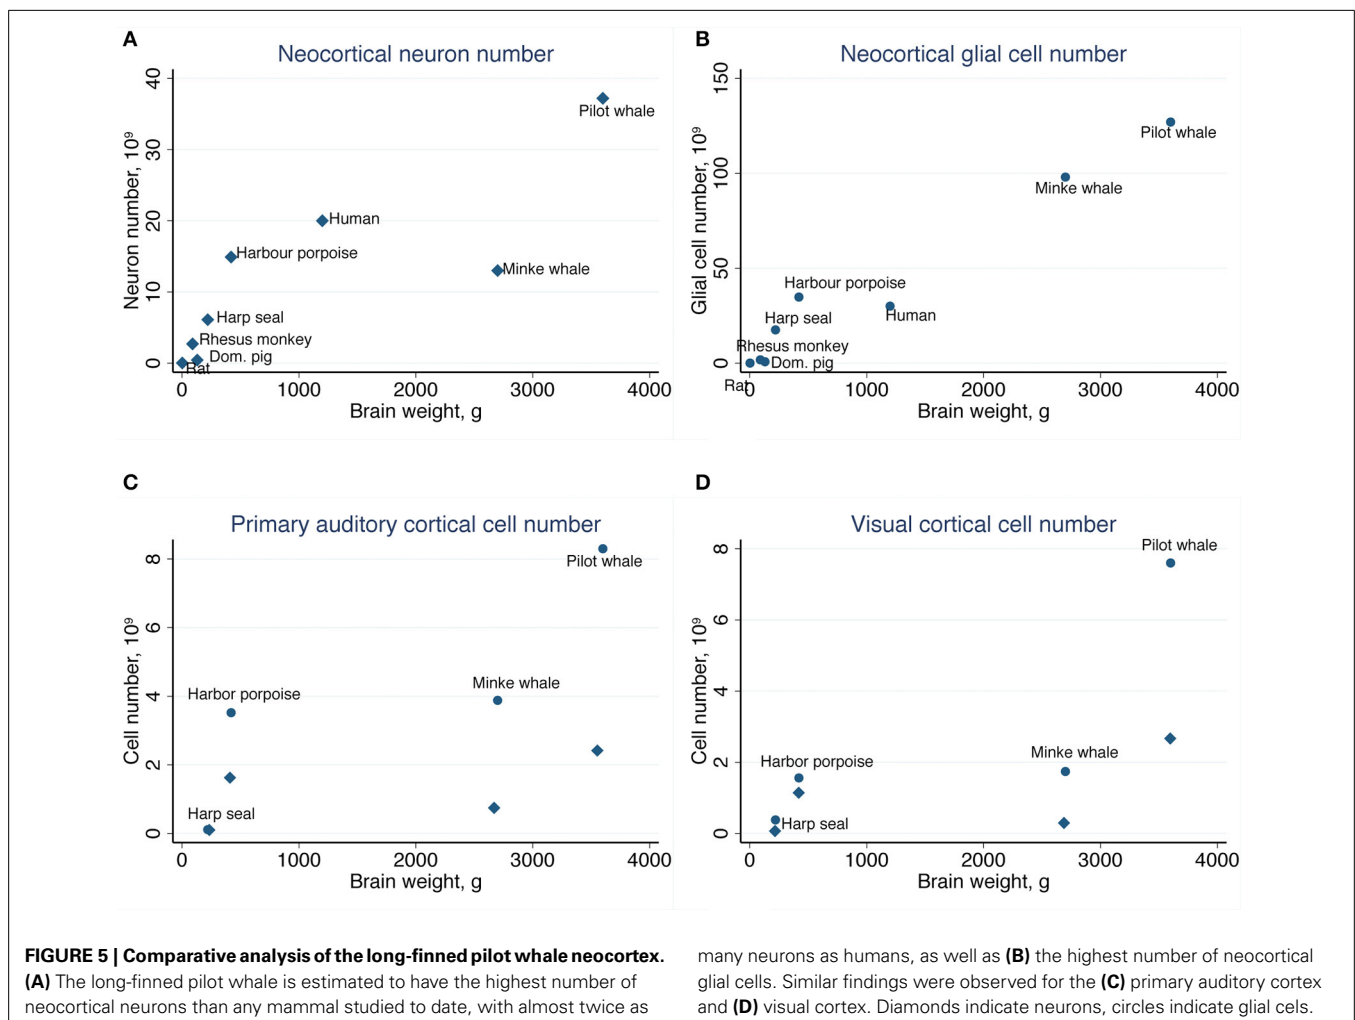 A
Neocortical neuron number
Neuron number, 10⁹
40
30
20
10
0
Pilot whale
Human
Harbour porpoise
Minke whale
Harp seal
Rhesus monkey
Dom. pig
Rat
0 1000 2000 3000 4000
Brain weight, g
B
Neocortical glial cell number
Glial cell number, 10⁹
150
100
50
0
Pilot whale
Minke whale
Harbour porpoise
Human
Harp seal
Rhesus monkey
Dom. pig
Rat
0 1000 2000 3000 4000
Brain weight, g
C
Primary auditory cortical cell number
Cell number, 10⁹
8
6
4
2
0
Pilot whale
Minke whale
Harbor porpoise
Harp seal
0 1000 2000 3000 4000
Brain weight, g
D
Visual cortical cell number
Cell number, 10⁹
8
6
4
2
0
Pilot whale
Minke whale
Harbor porpoise
Harp seal
0 1000 2000 3000 4000
Brain weight, g
FIGURE 5 | Comparative analysis of the long-finned pilot whale neocortex.
(A) The long-finned pilot whale is estimated to have the highest number of
neocortical neurons than any mammal studied to date, with almost twice as
many neurons as humans, as well as (B) the highest number of neocortical
glial cells. Similar findings were observed for the (C) primary auditory cortex
and (D) visual cortex. Diamonds indicate neurons, circles indicate glial cels.